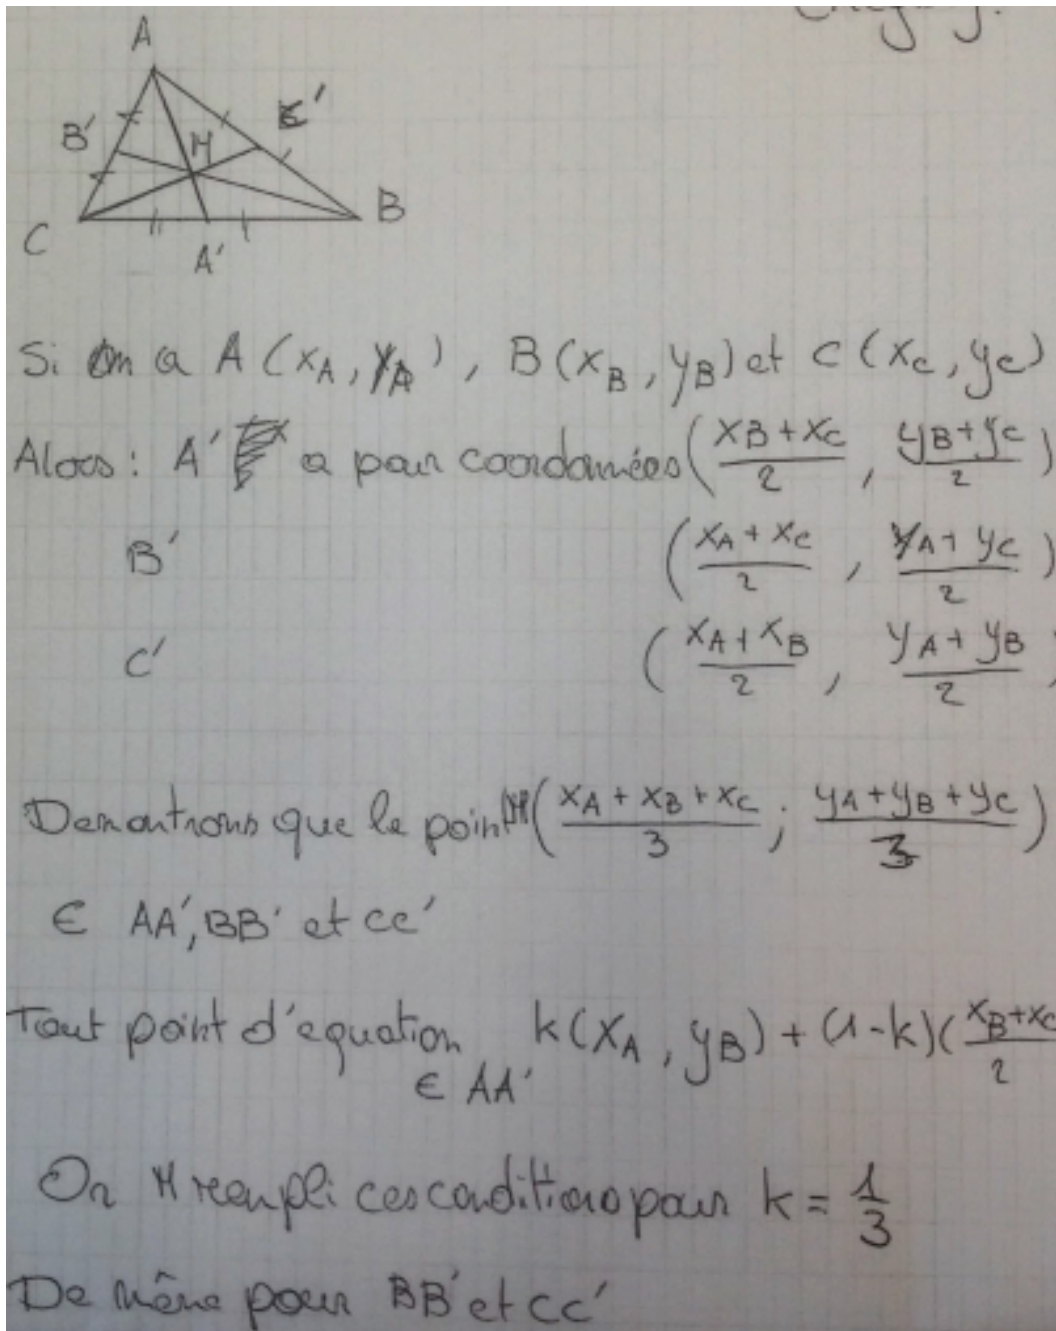 A
B' M C'
C B
A'
Si on a A (xA, yA), B(xB, yB) et C (xC, yC)
Alors : A' a pour coordonnées (xB + xC / 2 , yB + yC / 2)
B' (xA + xC / 2 , yA + yC / 2)
C' (xA + xB / 2 , yA + yB / 2
Demontrons que le point M (xA + xB + xC / 3 ; yA + yB + yC / 3)
∈ AA', BB' et CC'
Tout point d'equation k(xA, yB) + (1-k)(xB + xC / 2
∈ AA'
Or M rempli ces conditions pour k = 1/3
De même pour BB' et CC'